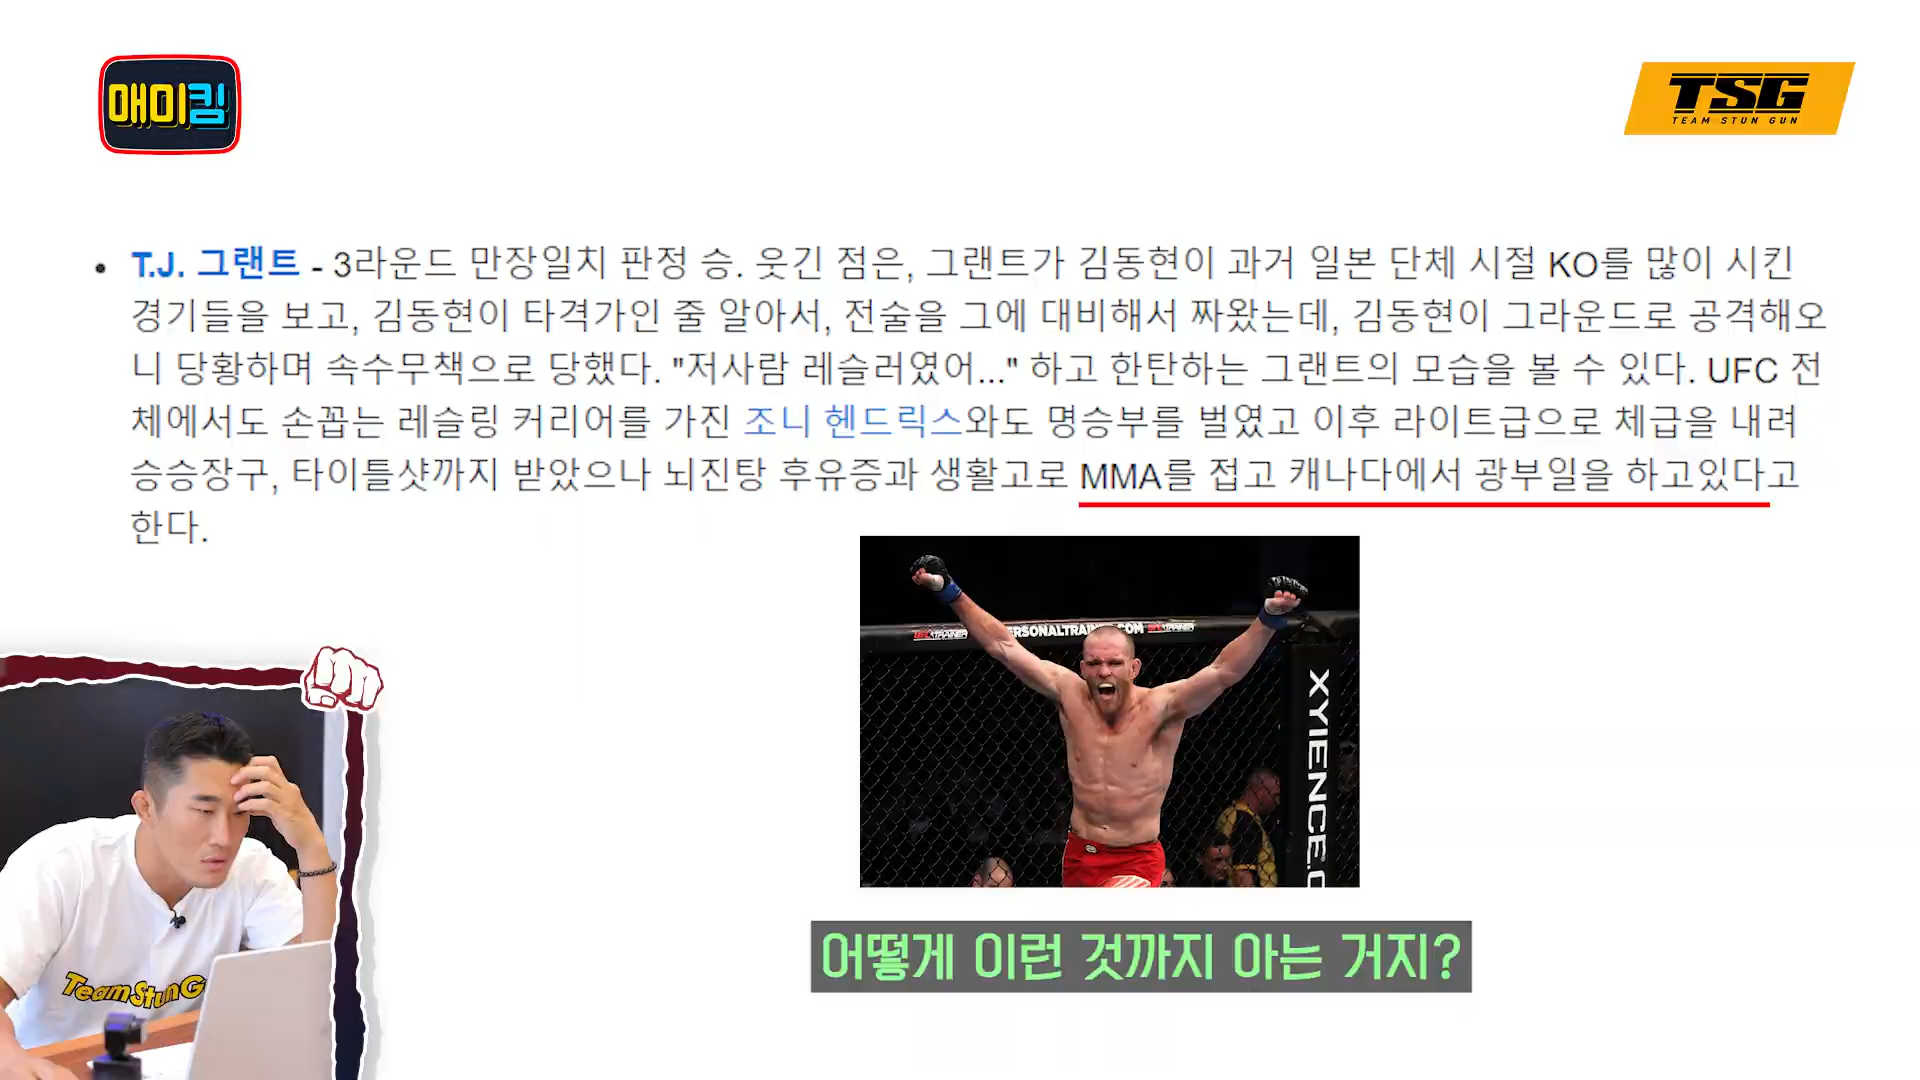 매미킴
TSG
TEAM STUN GUN
T.J. 그랜트 - 3라운드 만장일치 판정 승. 웃긴 점은, 그랜트가 김동현이 과거 일본 단체 시절 KO를 많이 시킨
경기들을 보고, 김동현이 타격가인 줄 알아서, 전술을 그에 대비해서 짜왔는데, 김동현이 그라운드로 공격해오
니 당황하며 속수무책으로 당했다. "저사람 레슬러였어..." 하고 한탄하는 그랜트의 모습을 볼 수 있다. UFC 전
체에서도 손꼽는 레슬링 커리어를 가진 조니 헨드릭스와도 명승부를 벌였고 이후 라이트급으로 체급을 내려
승승장구, 타이틀샷까지 받았으나 뇌진탕 후유증과 생활고로 MMA를 접고 캐나다에서 광부일을 하고있다고
한다.
ERSONALTRAINER.COM
XYIENCE.C
TeamStunG
어떻게 이런 것까지 아는 거지?